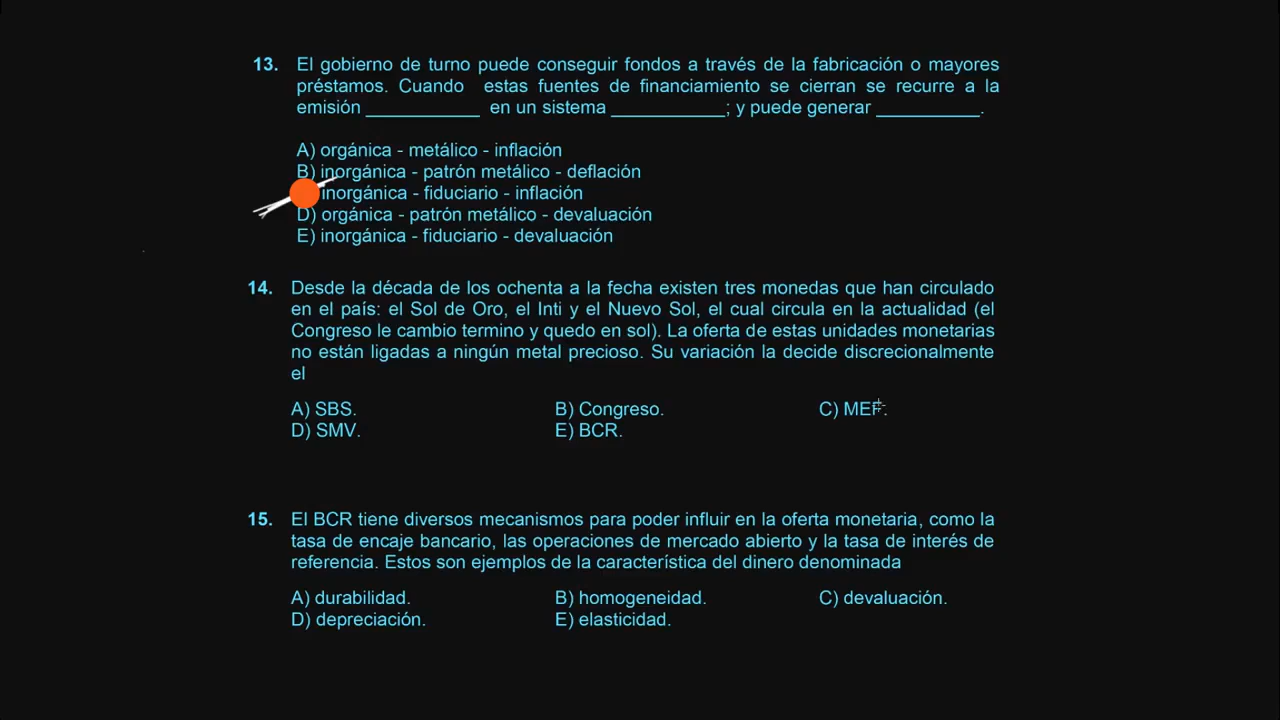 13. El gobierno de turno puede conseguir fondos a través de la fabricación o mayores
préstamos. Cuando estas fuentes de financiamiento se cierran se recurre a la
emisión ___________ en un sistema ___________; y puede generar __________.
A) orgánica - metálico - inflación
B) inorgánica - patrón metálico - deflación
inorgánica - fiduciario - inflación
D) orgánica - patrón metálico - devaluación
E) inorgánica - fiduciario - devaluación
14. Desde la década de los ochenta a la fecha existen tres monedas que han circulado
en el país: el Sol de Oro, el Inti y el Nuevo Sol, el cual circula en la actualidad (el
Congreso le cambio termino y quedo en sol). La oferta de estas unidades monetarias
no están ligadas a ningún metal precioso. Su variación la decide discrecionalmente
el
A) SBS. B) Congreso. C) MEF.
D) SMV. E) BCR.
15. El BCR tiene diversos mecanismos para poder influir en la oferta monetaria, como la
tasa de encaje bancario, las operaciones de mercado abierto y la tasa de interés de
referencia. Estos son ejemplos de la característica del dinero denominada
A) durabilidad. B) homogeneidad. C) devaluación.
D) depreciación. E) elasticidad.